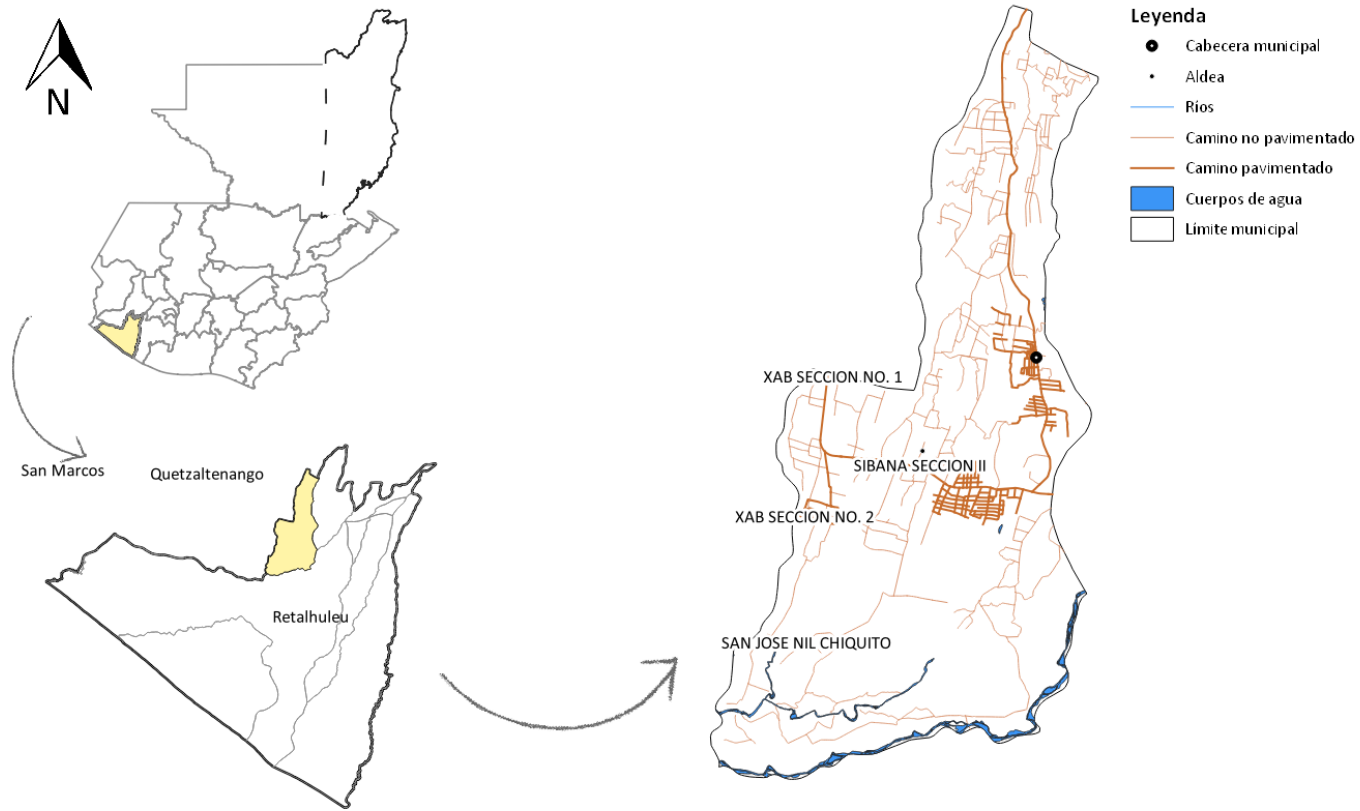 N
San Marcos
Quetzaltenango
Retalhuleu
XAB SECCION NO. 1
SIBANA SECCION II
XAB SECCION NO. 2
SAN JOSE NIL CHIQUITO
Leyenda
Cabecera municipal
Aldea
Ríos
Camino no pavimentado
Camino pavimentado
Cuerpos de agua
Límite municipal